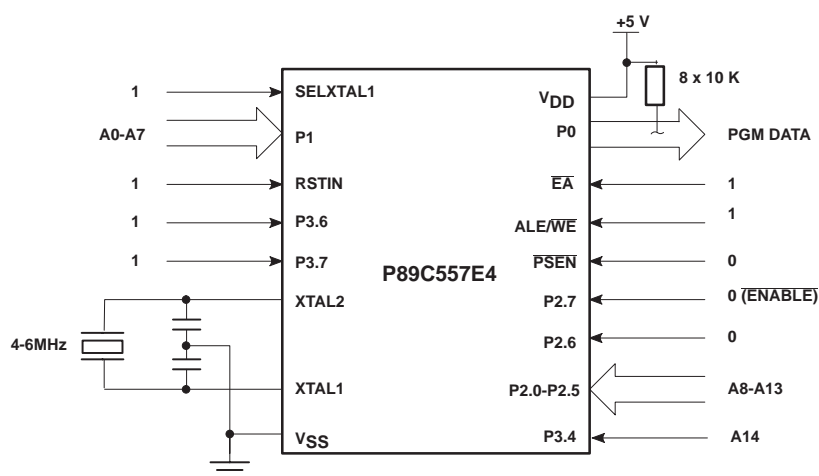 +5 V
1
SELXTAL1
VDD
8 x 10 K
A0-A7
P1
P0
PGM DATA
1
RSTIN
EA
1
1
P3.6
ALE/WE
1
1
P3.7
P89C557E4
PSEN
0
XTAL2
P2.7
0 (ENABLE)
4-6MHz
P2.6
0
XTAL1
P2.0-P2.5
A8-A13
VSS
P3.4
A14